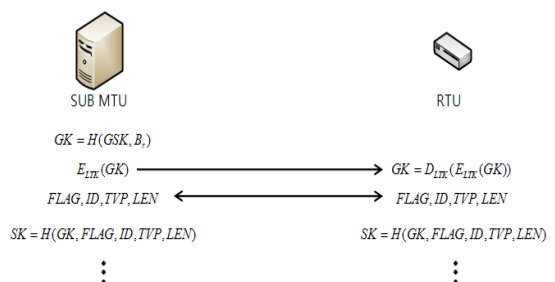 SUB MTU
RTU
GK = H(GSK, B_r)
E_LTK(GK)
GK = D_LTK(E_LTK(GK))
FLAG, ID, TVP, LEN
FLAG, ID, TVP, LEN
SK = H(GK, FLAG, ID, TVP, LEN)
SK = H(GK, FLAG, ID, TVP, LEN)